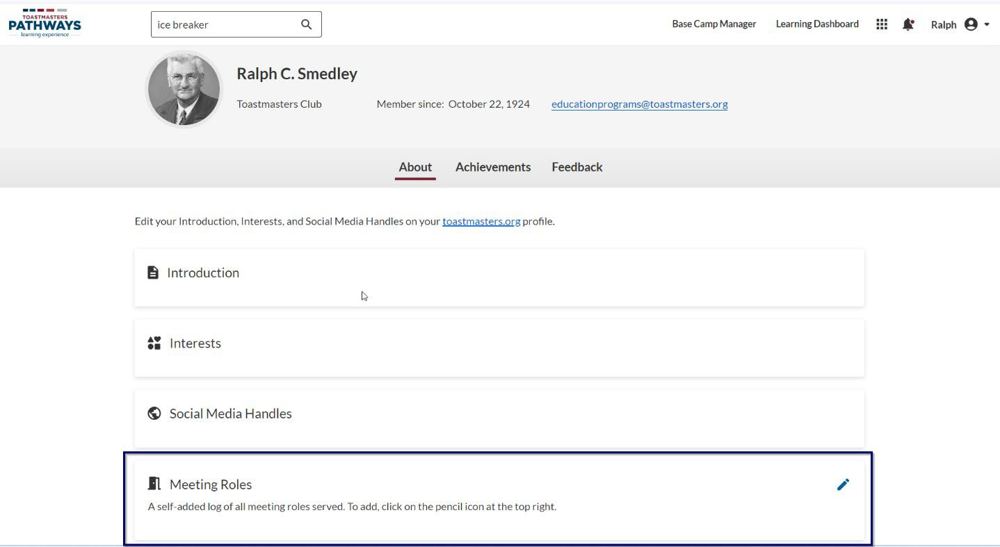 TOASTMASTERS
PATHWAYS
learning experience
ice breaker
Base Camp Manager
Learning Dashboard
Ralph
Ralph C. Smedley
Toastmasters Club
Member since: October 22, 1924
educationprograms@toastmasters.org
About
Achievements
Feedback
Edit your Introduction, Interests, and Social Media Handles on your toastmasters.org profile.
Introduction
Interests
Social Media Handles
Meeting Roles
A self-added log of all meeting roles served. To add, click on the pencil icon at the top right.